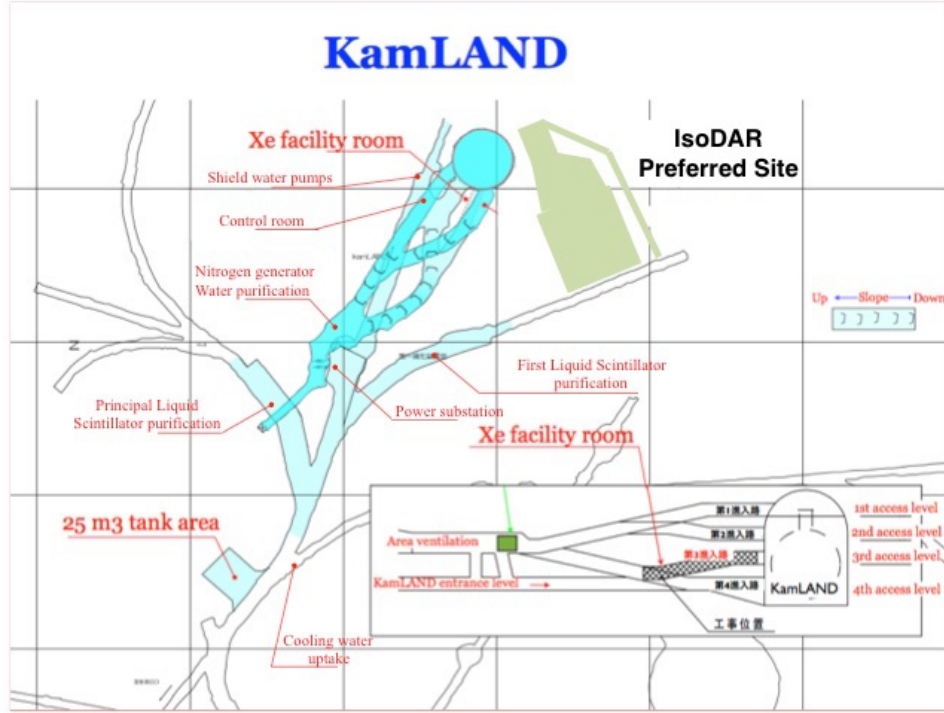 KamLAND
Xe facility room
IsoDAR
Preferred Site
Shield water pumps
Control room
Nitrogen generator
Water purification
Up
Slope
Down
Z
First Liquid Scintillator
purification
Principal Liquid
Scintillator purification
Power substation
Xe facility room
25 m3 tank area
第1進入路
1st access level
第2進入路
2nd access level
Area ventilation
第3進入路
3rd access level
KamLAND entrance level
第4進入路
KamLAND
4th access level
工事位置
Cooling water
uptake